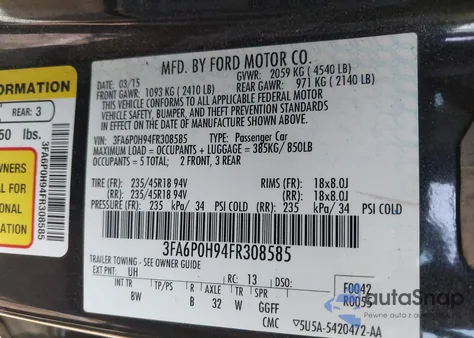 MFD. BY FORD MOTOR CO.
DATE: 03/15 GVWR: 2059 KG (4540 LB)
FRONT GAWR: 1093 KG (2410 LB) REAR GAWR: 971 KG (2140 LB)
THIS VEHICLE CONFORMS TO ALL APPLICABLE FEDERAL MOTOR
VEHICLE SAFETY, BUMPER, AND THEFT PREVENTION STANDARDS
IN EFFECT ON THE DATE OF MANUFACTURE SHOWN ABOVE.
VIN: 3FA6P0H94FR308585 TYPE: Passenger Car
MAXIMUM LOAD = OCCUPANTS + LUGGAGE = 385KG / 850LB
OCCUPANTS = 5 TOTAL; 2 FRONT, 3 REAR
TIRE (FR): 235/45R18 94V RIMS (FR): 18x8.0J
(RR): 235/45R18 94V (RR): 18x8.0J
PRESSURE (FR): 235 kPa/ 34 PSI COLD (RR): 235 kPa/ 34 PSI COLD
3FA6P0H94FR308585
TRAILER TOWING - SEE OWNER GUIDE
EXT PNT: UH RC: 13 DSO: F0042
R0055
INT TR B AXLE TR SPR
BW B 32 W GGFF
CMC ▽5U5A-5420472-AA
FORMATION
REAR: 3
50 lbs.
FOR
ONAL
ATION
3FA6P0H94FR308585
autoSnap